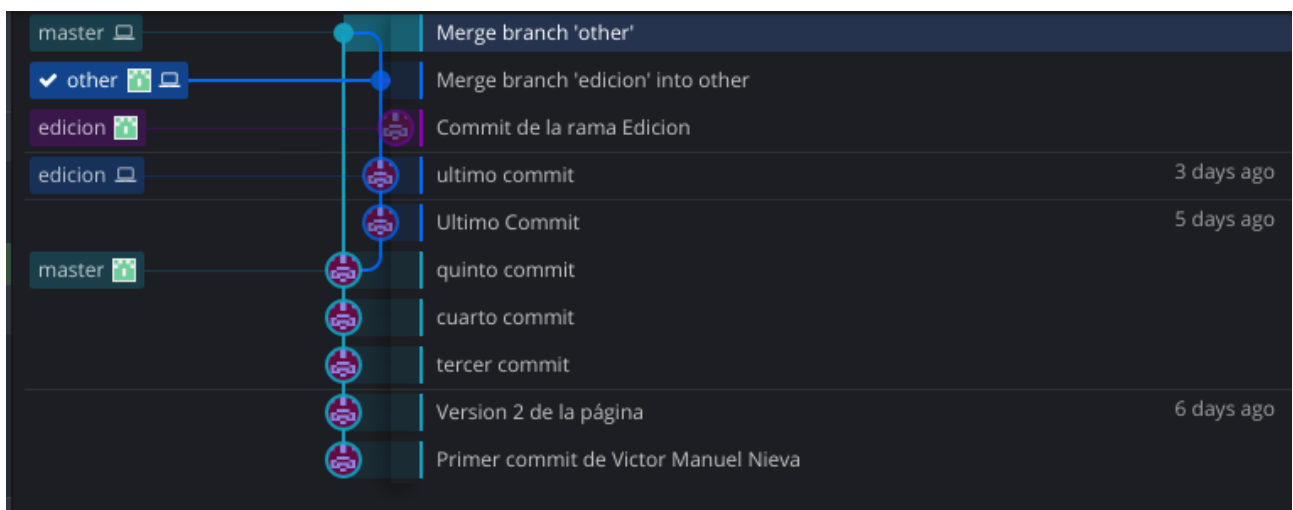 master Merge branch 'other'
other Merge branch 'edicion' into other
edicion Commit de la rama Edicion
edicion ultimo commit 3 days ago
Ultimo Commit 5 days ago
master quinto commit
cuarto commit
tercer commit
Version 2 de la página 6 days ago
Primer commit de Victor Manuel Nieva